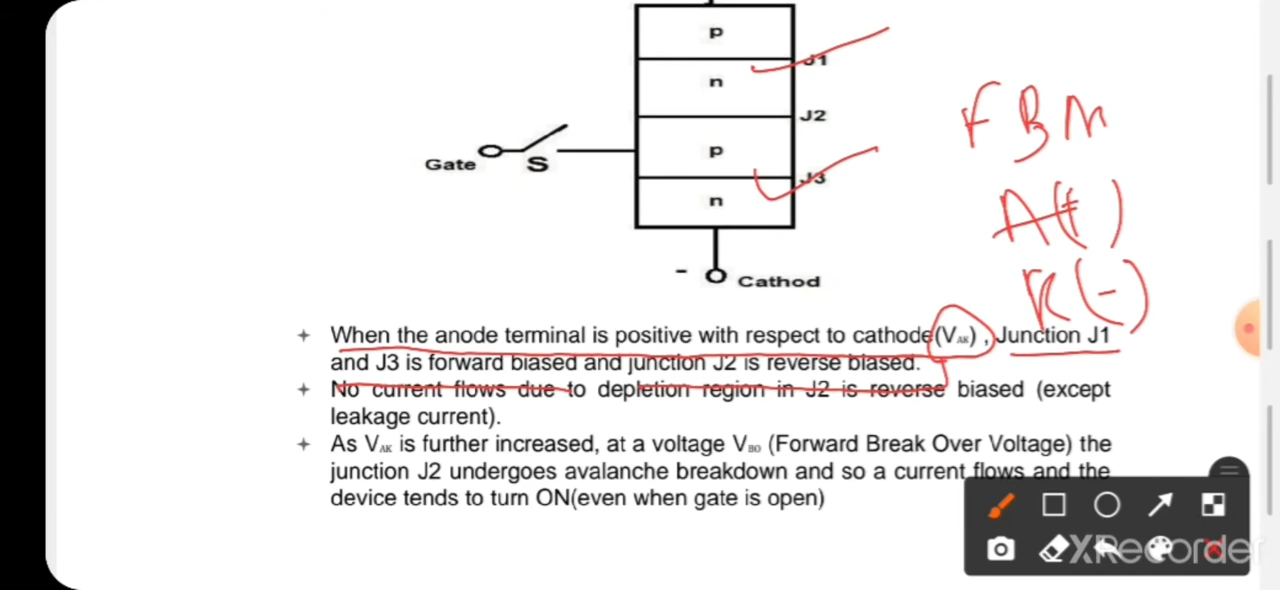 p
J1
n
J2
Gate
S
p
J3
n
-
Cathod
F B M
A(+)
K(-)
When the anode terminal is positive with respect to cathode(VAK) , Junction J1
and J3 is forward biased and junction J2 is reverse biased.
No current flows due to depletion region in J2 is reverse biased (except
leakage current).
As VAK is further increased, at a voltage VBO (Forward Break Over Voltage) the
junction J2 undergoes avalanche breakdown and so a current flows and the
device tends to turn ON(even when gate is open)
XRecorder